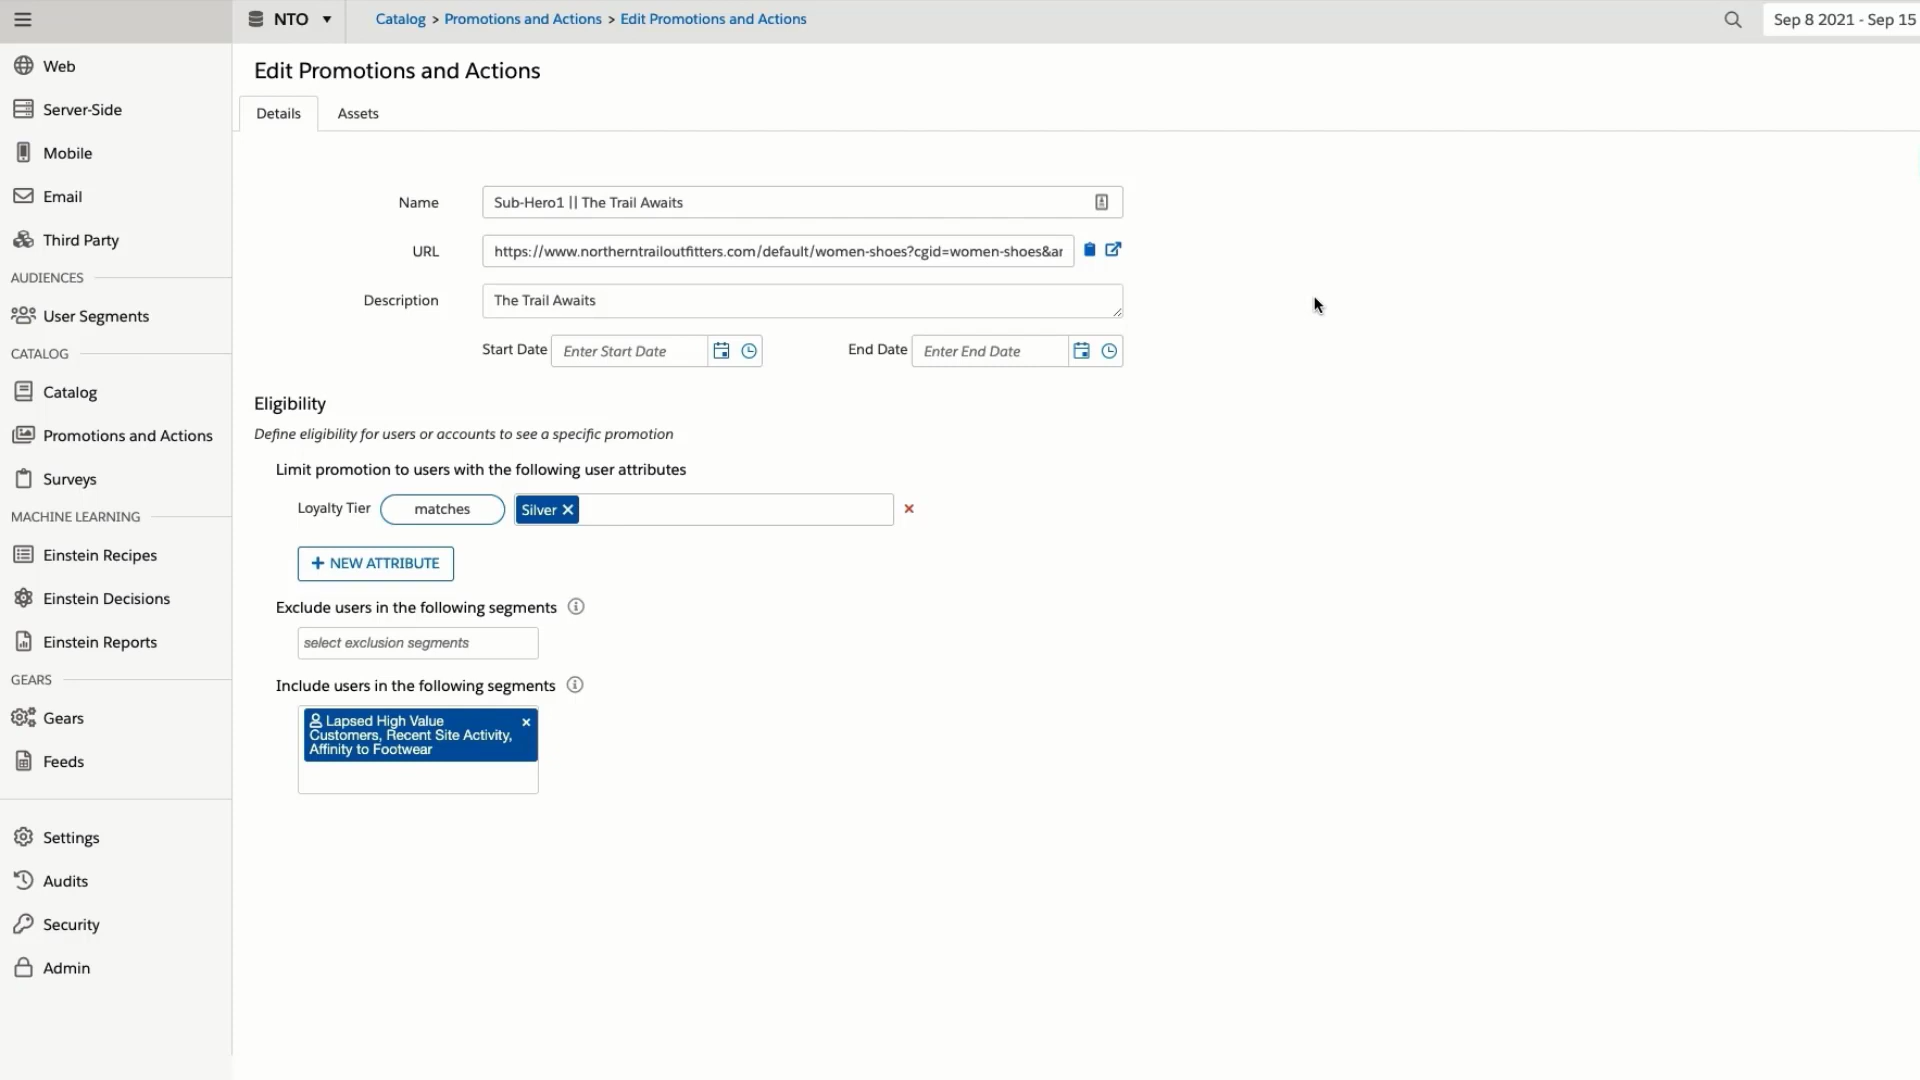 NTO
Catalog > Promotions and Actions > Edit Promotions and Actions
Sep 8 2021 - Sep 15
Web
Server-Side
Mobile
Email
Third Party
AUDIENCES
User Segments
CATALOG
Catalog
Promotions and Actions
Surveys
MACHINE LEARNING
Einstein Recipes
Einstein Decisions
Einstein Reports
GEARS
Gears
Feeds
Settings
Audits
Security
Admin
Edit Promotions and Actions
Details
Assets
Name
Sub-Hero1 || The Trail Awaits
URL
https://www.northerntrailoutfitters.com/default/women-shoes?cgid=women-shoes&ar
Description
The Trail Awaits
Start Date
Enter Start Date
End Date
Enter End Date
Eligibility
Define eligibility for users or accounts to see a specific promotion
Limit promotion to users with the following user attributes
Loyalty Tier
matches
Silver
+ NEW ATTRIBUTE
Exclude users in the following segments
select exclusion segments
Include users in the following segments
Lapsed High Value
Customers, Recent Site Activity,
Affinity to Footwear